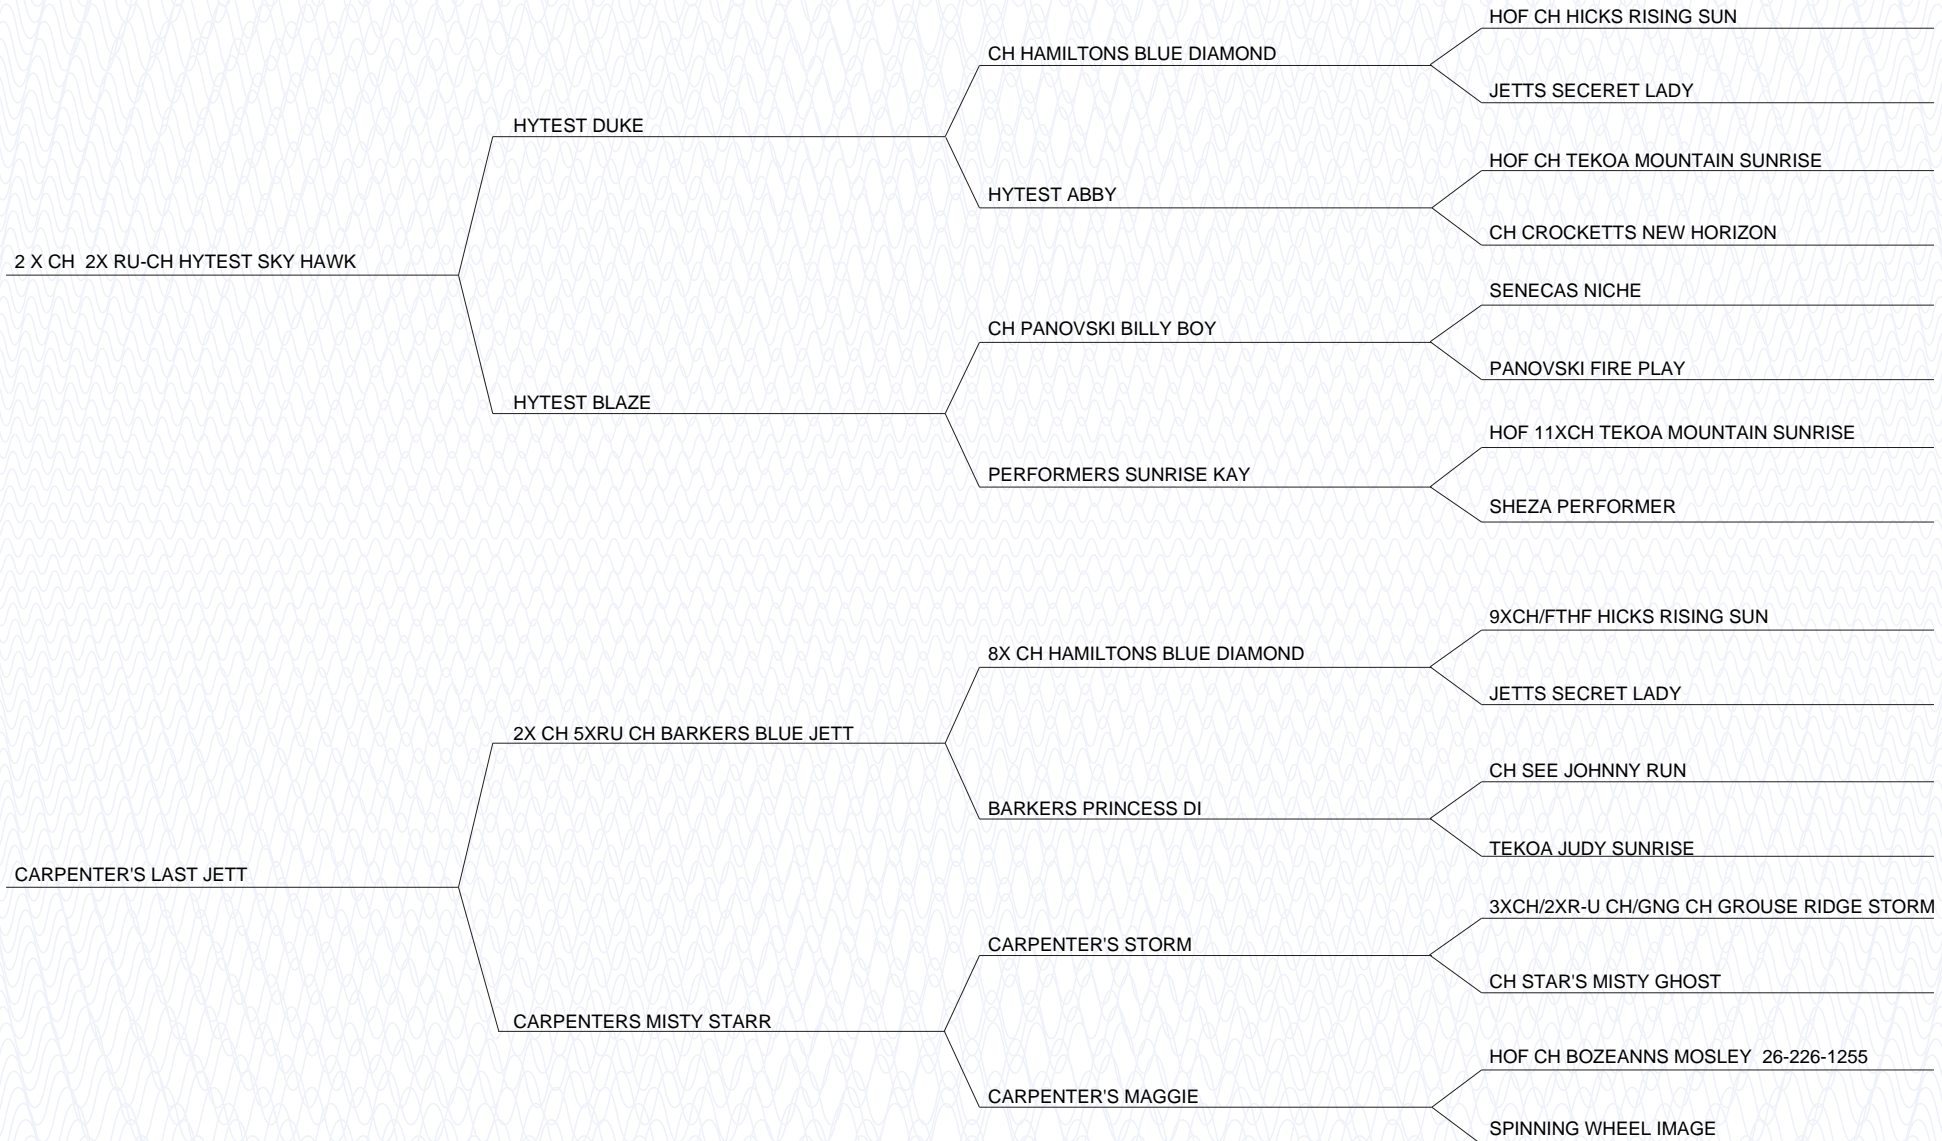 HOF CH HICKS RISING SUN
CH HAMILTONS BLUE DIAMOND
JETTS SECERET LADY
HYTEST DUKE
HOF CH TEKOA MOUNTAIN SUNRISE
HYTEST ABBY
CH CROCKETTS NEW HORIZON
2 X CH  2X RU-CH HYTEST SKY HAWK
SENECAS NICHE
CH PANOVSKI BILLY BOY
PANOVSKI FIRE PLAY
HYTEST BLAZE
HOF 11XCH TEKOA MOUNTAIN SUNRISE
PERFORMERS SUNRISE KAY
SHEZA PERFORMER
9XCH/FTHF HICKS RISING SUN
8X CH HAMILTONS BLUE DIAMOND
JETTS SECRET LADY
2X CH 5XRU CH BARKERS BLUE JETT
CH SEE JOHNNY RUN
BARKERS PRINCESS DI
TEKOA JUDY SUNRISE
CARPENTER'S LAST JETT
3XCH/2XR-U CH/GNG CH GROUSE RIDGE STORM
CARPENTER'S STORM
CH STAR'S MISTY GHOST
CARPENTERS MISTY STARR
HOF CH BOZEANNS MOSLEY  26-226-1255
CARPENTER'S MAGGIE
SPINNING WHEEL IMAGE